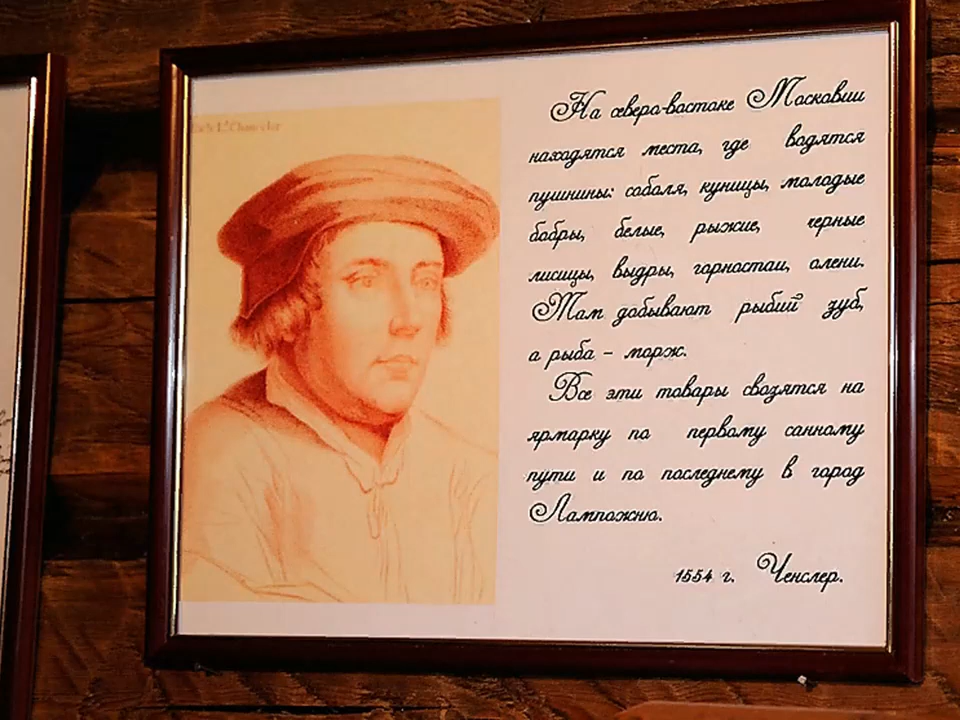 На северо-востоке Московии
находятся места, где водятся
пушнины: соболя, куницы, молодые
бобры, белые, рыжие, черные
лисицы, выдры, горностаи, олени.
Там добывают рыбий зуб,
а рыба - морж.
Все эти товары свозятся на
ярмарку по первому санному
пути и по последнему в город
Лампожню.
1554 г. Ченслер.